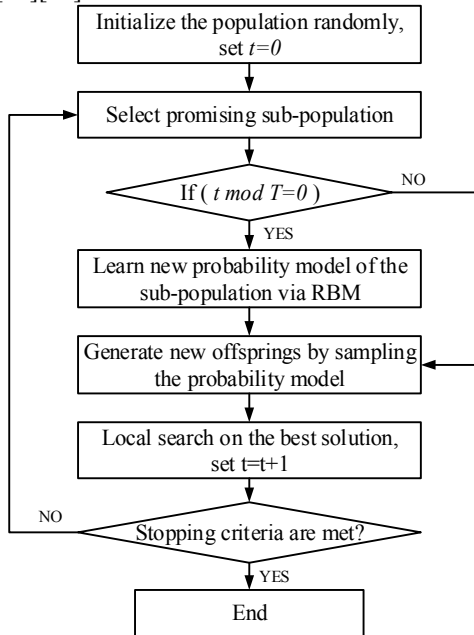 Initialize the population randomly,
set t=0
Select promising sub-population
If ( t mod T=0 )
NO
YES
Learn new probability model of the
sub-population via RBM
Generate new offsprings by sampling
the probability model
Local search on the best solution,
set t=t+1
NO
Stopping criteria are met?
YES
End